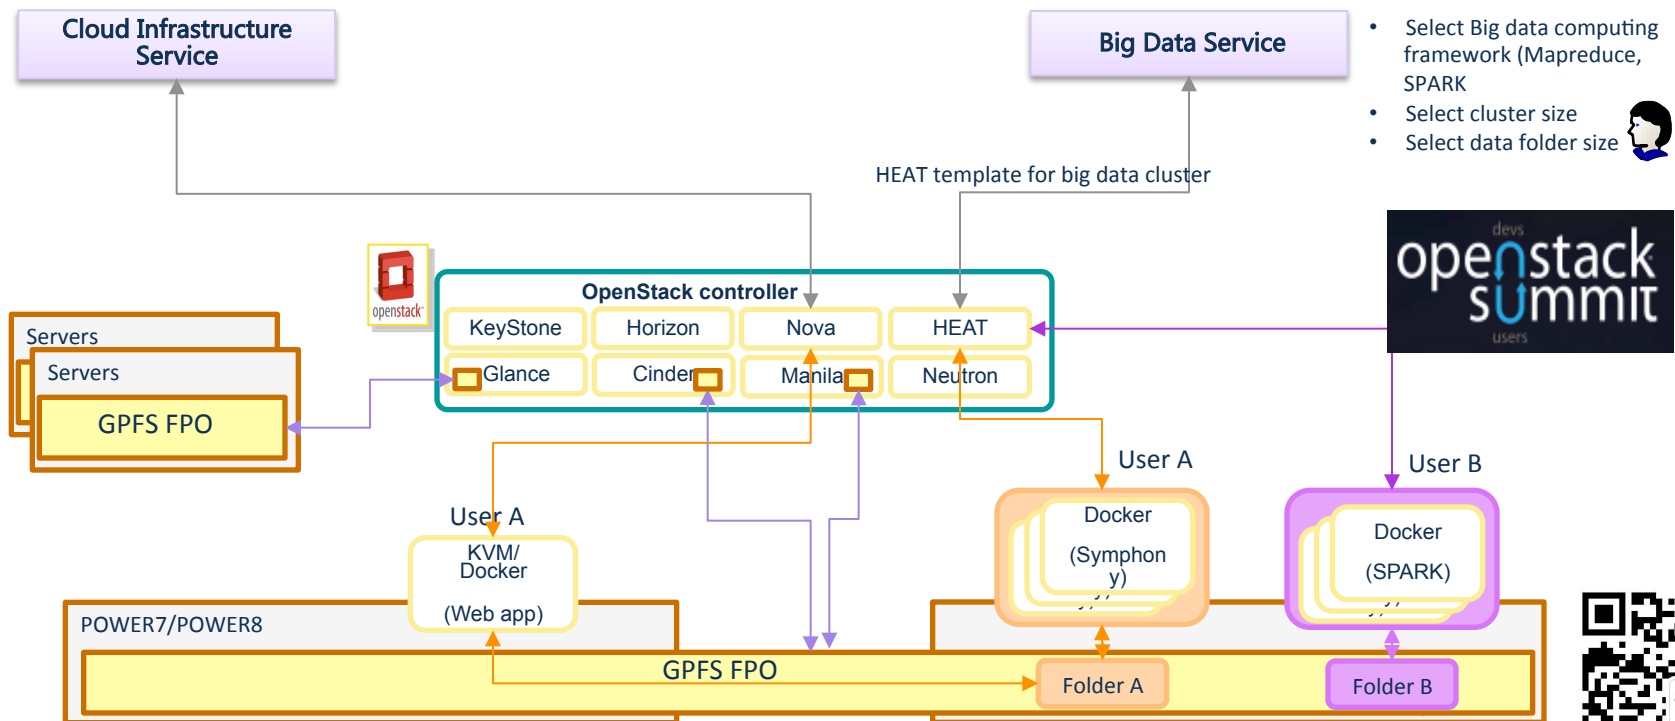 Cloud Infrastructure
Service
Big Data Service
• Select Big data computing
framework (Mapreduce,
SPARK
• Select cluster size
• Select data folder size
HEAT template for big data cluster
devs
openstack
summit
users
openstack
OpenStack controller
KeyStone
Horizon
Nova
HEAT
Glance
Cinder
Manila
Neutron
Servers
Servers
GPFS FPO
User A
User B
User A
KVM/
Docker
(Web app)
Docker
(Symphon
y)
y)
y)
Docker
(SPARK)
POWER7/POWER8
GPFS FPO
Folder A
Folder B